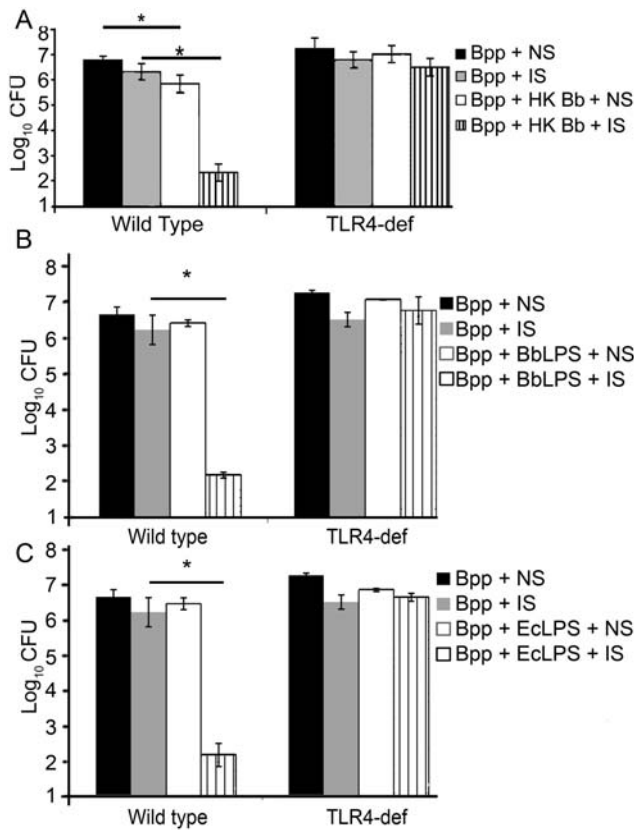 A
*
*
7
6
5
4
3
2
1
Log10 CFU
Wild Type
TLR4-def
Bpp + NS
Bpp + IS
Bpp + HK Bb + NS
Bpp + HK Bb + IS
B
*
8
7
6
5
4
3
2
1
Log10 CFU
Wild type
TLR4-def
Bpp + NS
Bpp + IS
Bpp + BbLPS + NS
Bpp + BbLPS + IS
C
*
8
7
6
5
4
3
2
1
Log10 CFU
Wild type
TLR4-def
Bpp + NS
Bpp + IS
Bpp + EcLPS + NS
Bpp + EcLPS + IS